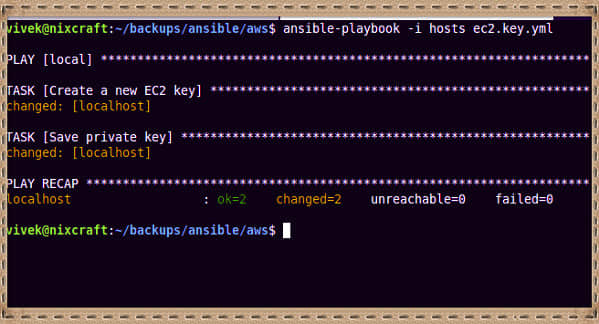 vivek@nixcraft:~/backups/ansible/aws$ ansible-playbook -i hosts ec2.key.yml
PLAY [local] *******************************************************************
TASK [Create a new EC2 key] ****************************************************
changed: [localhost]
TASK [Save private key] ********************************************************
changed: [localhost]
PLAY RECAP *********************************************************************
localhost                  : ok=2    changed=2    unreachable=0    failed=0
vivek@nixcraft:~/backups/ansible/aws$